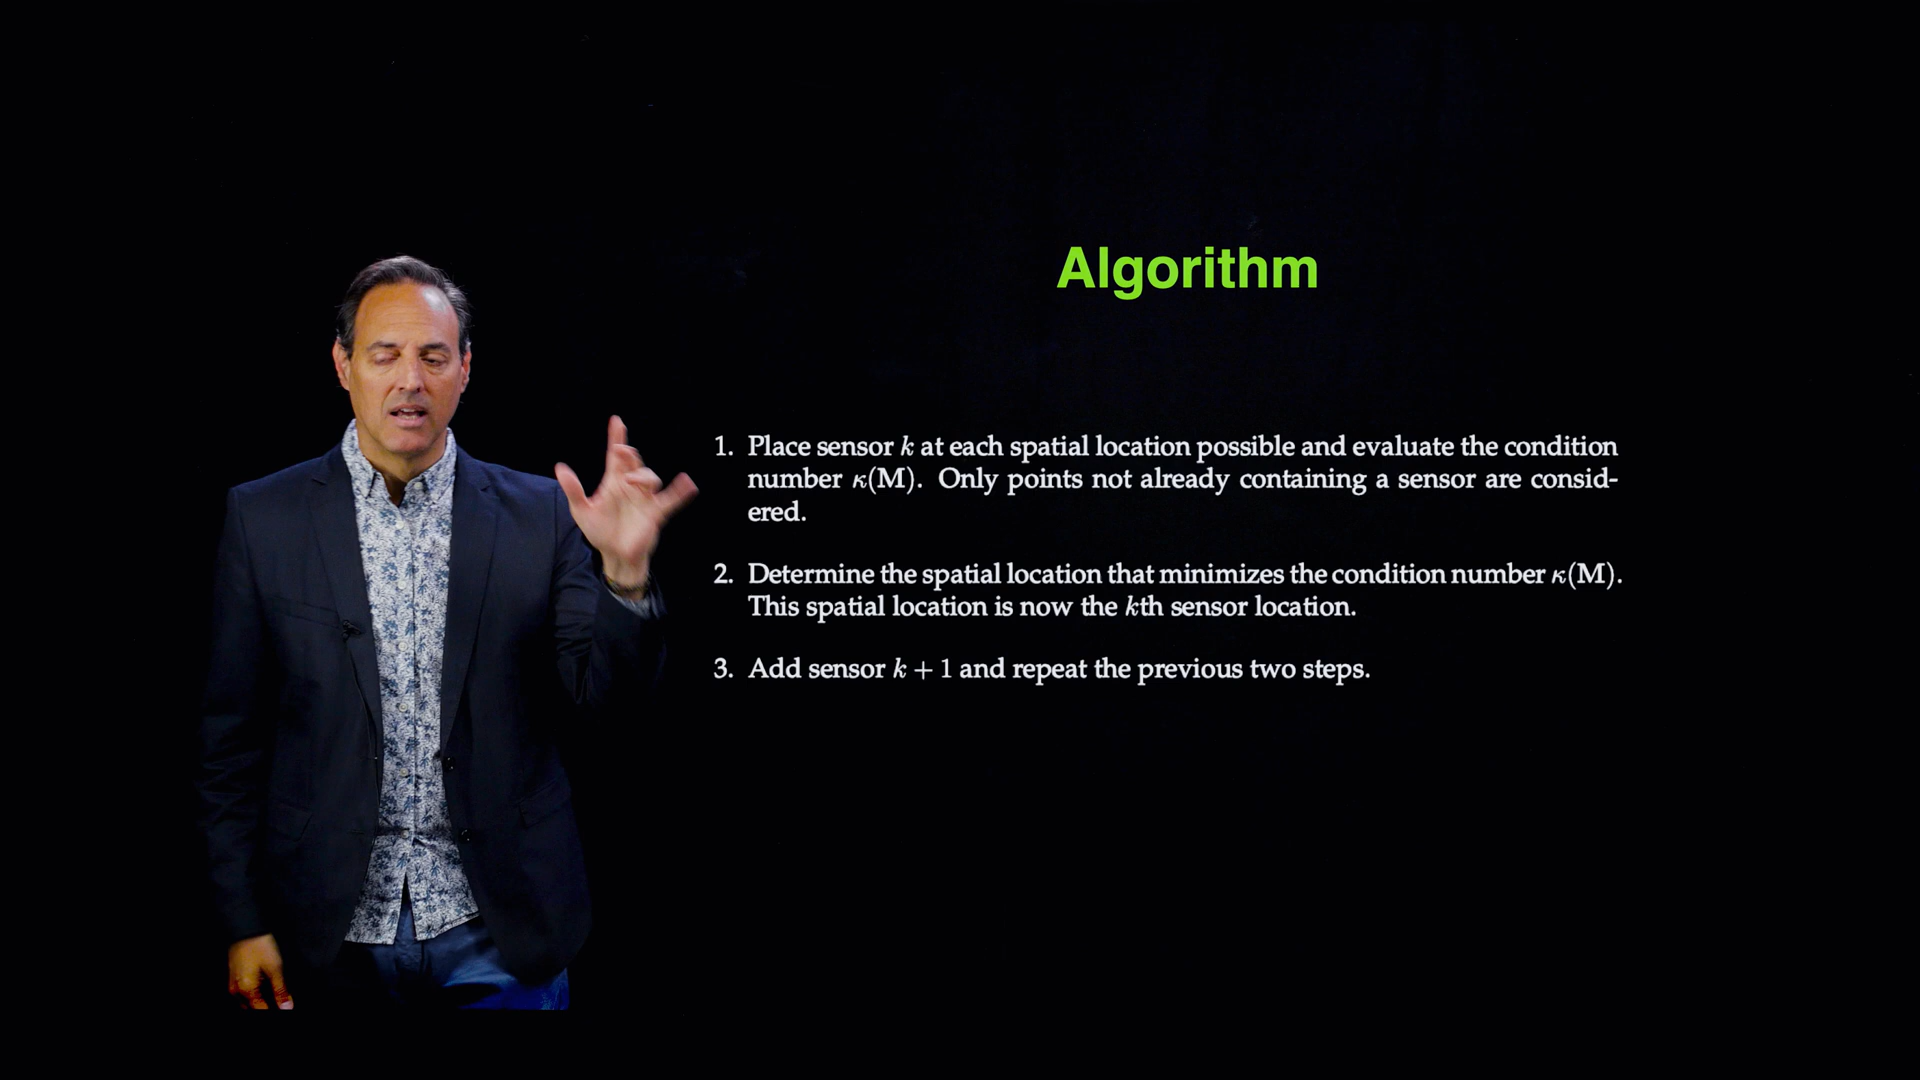 Algorithm
1. Place sensor k at each spatial location possible and evaluate the condition
number κ(M). Only points not already containing a sensor are consid-
ered.
2. Determine the spatial location that minimizes the condition number κ(M).
This spatial location is now the kth sensor location.
3. Add sensor k + 1 and repeat the previous two steps.